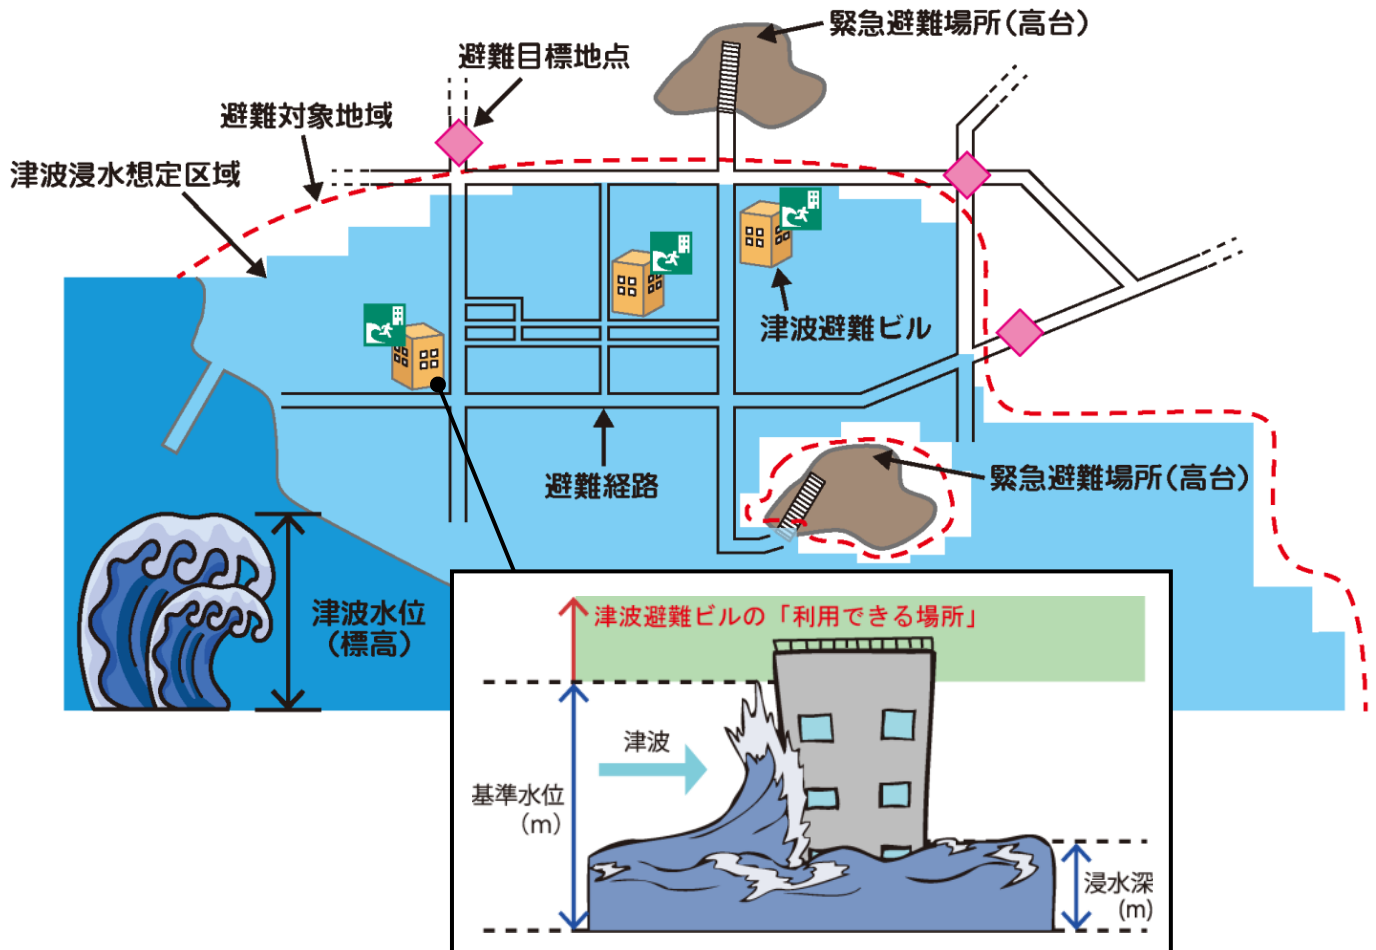 緊急避難場所（高台）
避難目標地点
避難対象地域
津波浸水想定区域
津波避難ビル
避難経路
緊急避難場所（高台）
津波水位
（標高）
津波避難ビルの「利用できる場所」
津波
基準水位
（m）
浸水深
(m)